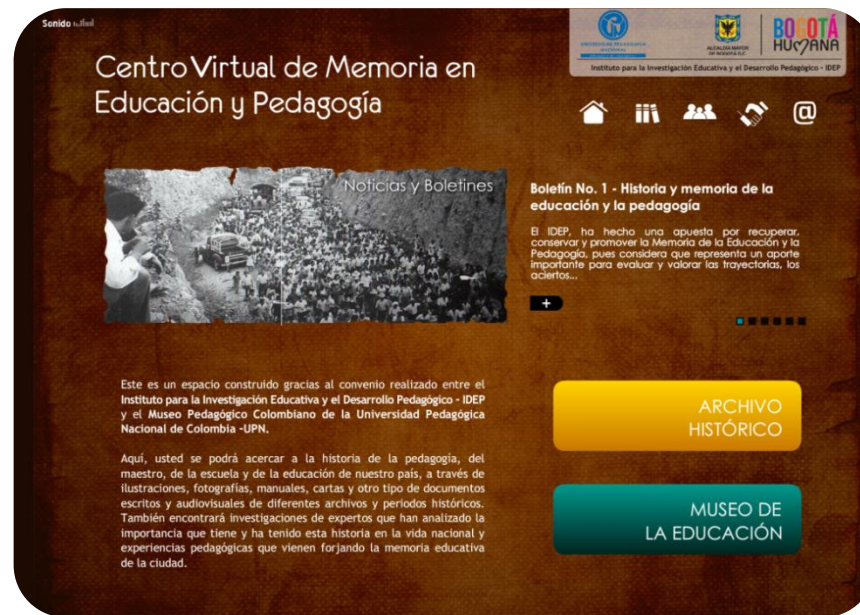 Sonido
UNIVERSIDAD PEDAGOGICA
NACIONAL
ALCALDÍA MAYOR
DE BOGOTÁ D.C.
BOGOTÁ
HUMANA
Instituto para la Investigación Educativa y el Desarrollo Pedagógico - IDEP
Centro Virtual de Memoria en
Educación y Pedagogía
@
Noticias y Boletines
Boletín No. 1 - Historia y memoria de la
educación y la pedagogía
El IDEP, ha hecho una apuesta por recuperar,
conservar y promover la Memoria de la Educación y la
Pedagogía, pues considera que representa un aporte
importante para evaluar y valorar las trayectorias, los
aciertos...
+
Este es un espacio construido gracias al convenio realizado entre el
Instituto para la Investigación Educativa y el Desarrollo Pedagógico - IDEP
y el Museo Pedagógico Colombiano de la Universidad Pedagógica
Nacional de Colombia -UPN.
Aquí, usted se podrá acercar a la historia de la pedagogía, del
maestro, de la escuela y de la educación de nuestro país, a través de
ilustraciones, fotografías, manuales, cartas y otro tipo de documentos
escritos y audiovisuales de diferentes archivos y periodos históricos.
También encontrará investigaciones de expertos que han analizado la
importancia que tiene y ha tenido esta historia en la vida nacional y
experiencias pedagógicas que vienen forjando la memoria educativa
de la ciudad.
ARCHIVO
HISTÓRICO
MUSEO DE
LA EDUCACIÓN